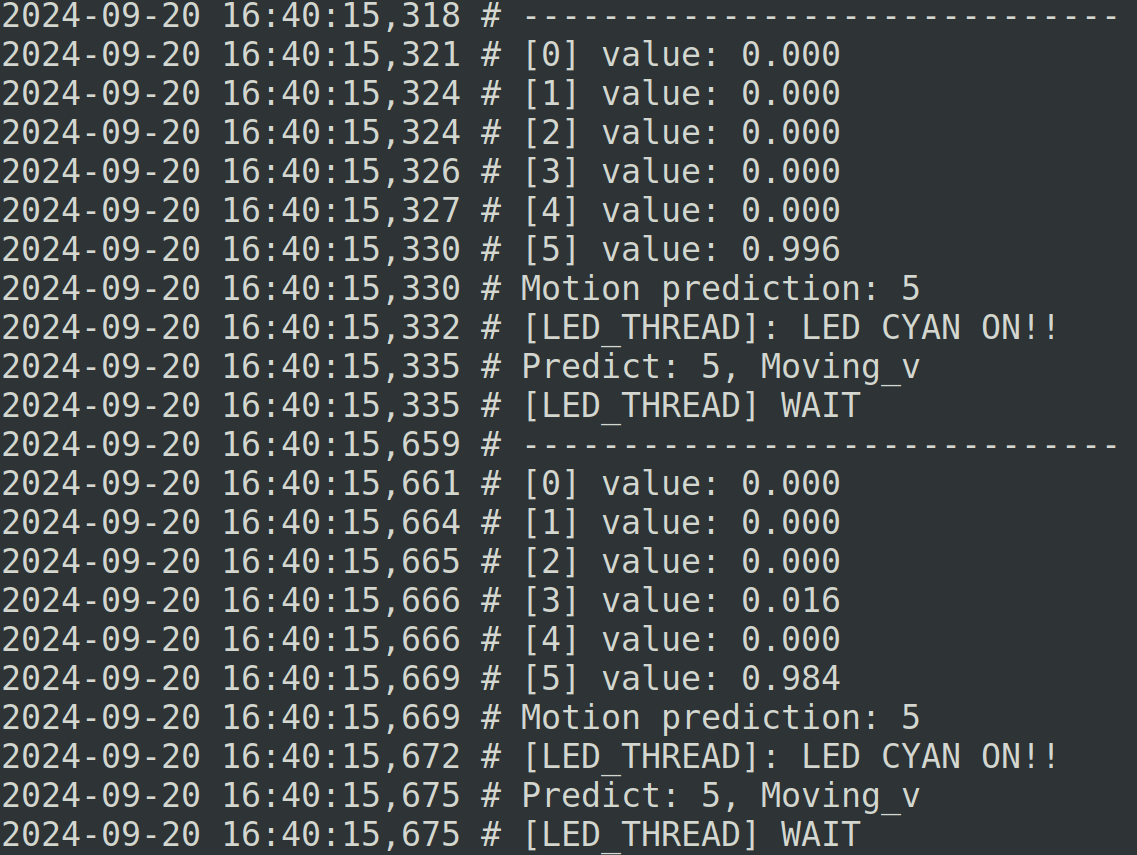 2024-09-20 16:40:15,318 # ------------------------------
2024-09-20 16:40:15,321 # [0] value: 0.000
2024-09-20 16:40:15,324 # [1] value: 0.000
2024-09-20 16:40:15,324 # [2] value: 0.000
2024-09-20 16:40:15,326 # [3] value: 0.000
2024-09-20 16:40:15,327 # [4] value: 0.000
2024-09-20 16:40:15,330 # [5] value: 0.996
2024-09-20 16:40:15,330 # Motion prediction: 5
2024-09-20 16:40:15,332 # [LED_THREAD]: LED CYAN ON!!
2024-09-20 16:40:15,335 # Predict: 5, Moving_v
2024-09-20 16:40:15,335 # [LED_THREAD] WAIT
2024-09-20 16:40:15,659 # ------------------------------
2024-09-20 16:40:15,661 # [0] value: 0.000
2024-09-20 16:40:15,664 # [1] value: 0.000
2024-09-20 16:40:15,665 # [2] value: 0.000
2024-09-20 16:40:15,666 # [3] value: 0.016
2024-09-20 16:40:15,666 # [4] value: 0.000
2024-09-20 16:40:15,669 # [5] value: 0.984
2024-09-20 16:40:15,669 # Motion prediction: 5
2024-09-20 16:40:15,672 # [LED_THREAD]: LED CYAN ON!!
2024-09-20 16:40:15,675 # Predict: 5, Moving_v
2024-09-20 16:40:15,675 # [LED_THREAD] WAIT